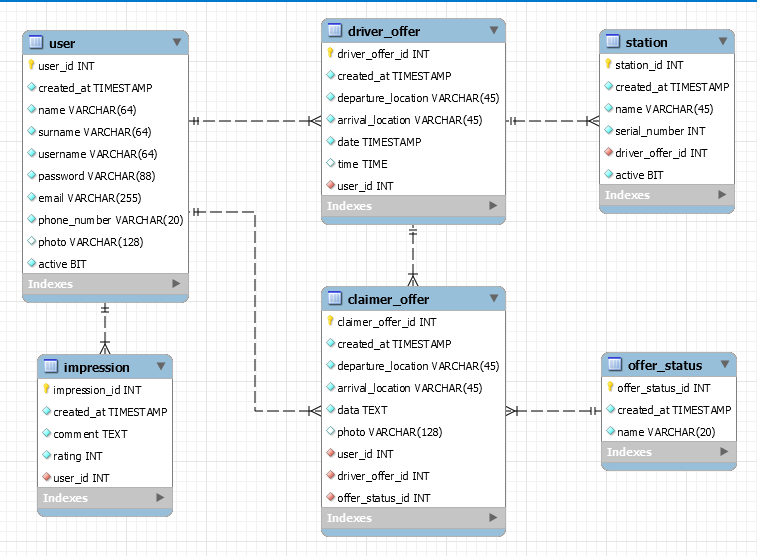 user
user_id INT
created_at TIMESTAMP
name VARCHAR(64)
surname VARCHAR(64)
username VARCHAR(64)
password VARCHAR(88)
email VARCHAR(255)
phone_number VARCHAR(20)
photo VARCHAR(128)
active BIT
Indexes
driver_offer
driver_offer_id INT
created_at TIMESTAMP
departure_location VARCHAR(45)
arrival_location VARCHAR(45)
date TIMESTAMP
time TIME
user_id INT
Indexes
station
station_id INT
created_at TIMESTAMP
name VARCHAR(45)
serial_number INT
driver_offer_id INT
active BIT
Indexes
impression
impression_id INT
created_at TIMESTAMP
comment TEXT
rating INT
user_id INT
Indexes
claimer_offer
claimer_offer_id INT
created_at TIMESTAMP
departure_location VARCHAR(45)
arrival_location VARCHAR(45)
data TEXT
photo VARCHAR(128)
user_id INT
driver_offer_id INT
offer_status_id INT
Indexes
offer_status
offer_status_id INT
created_at TIMESTAMP
name VARCHAR(20)
Indexes